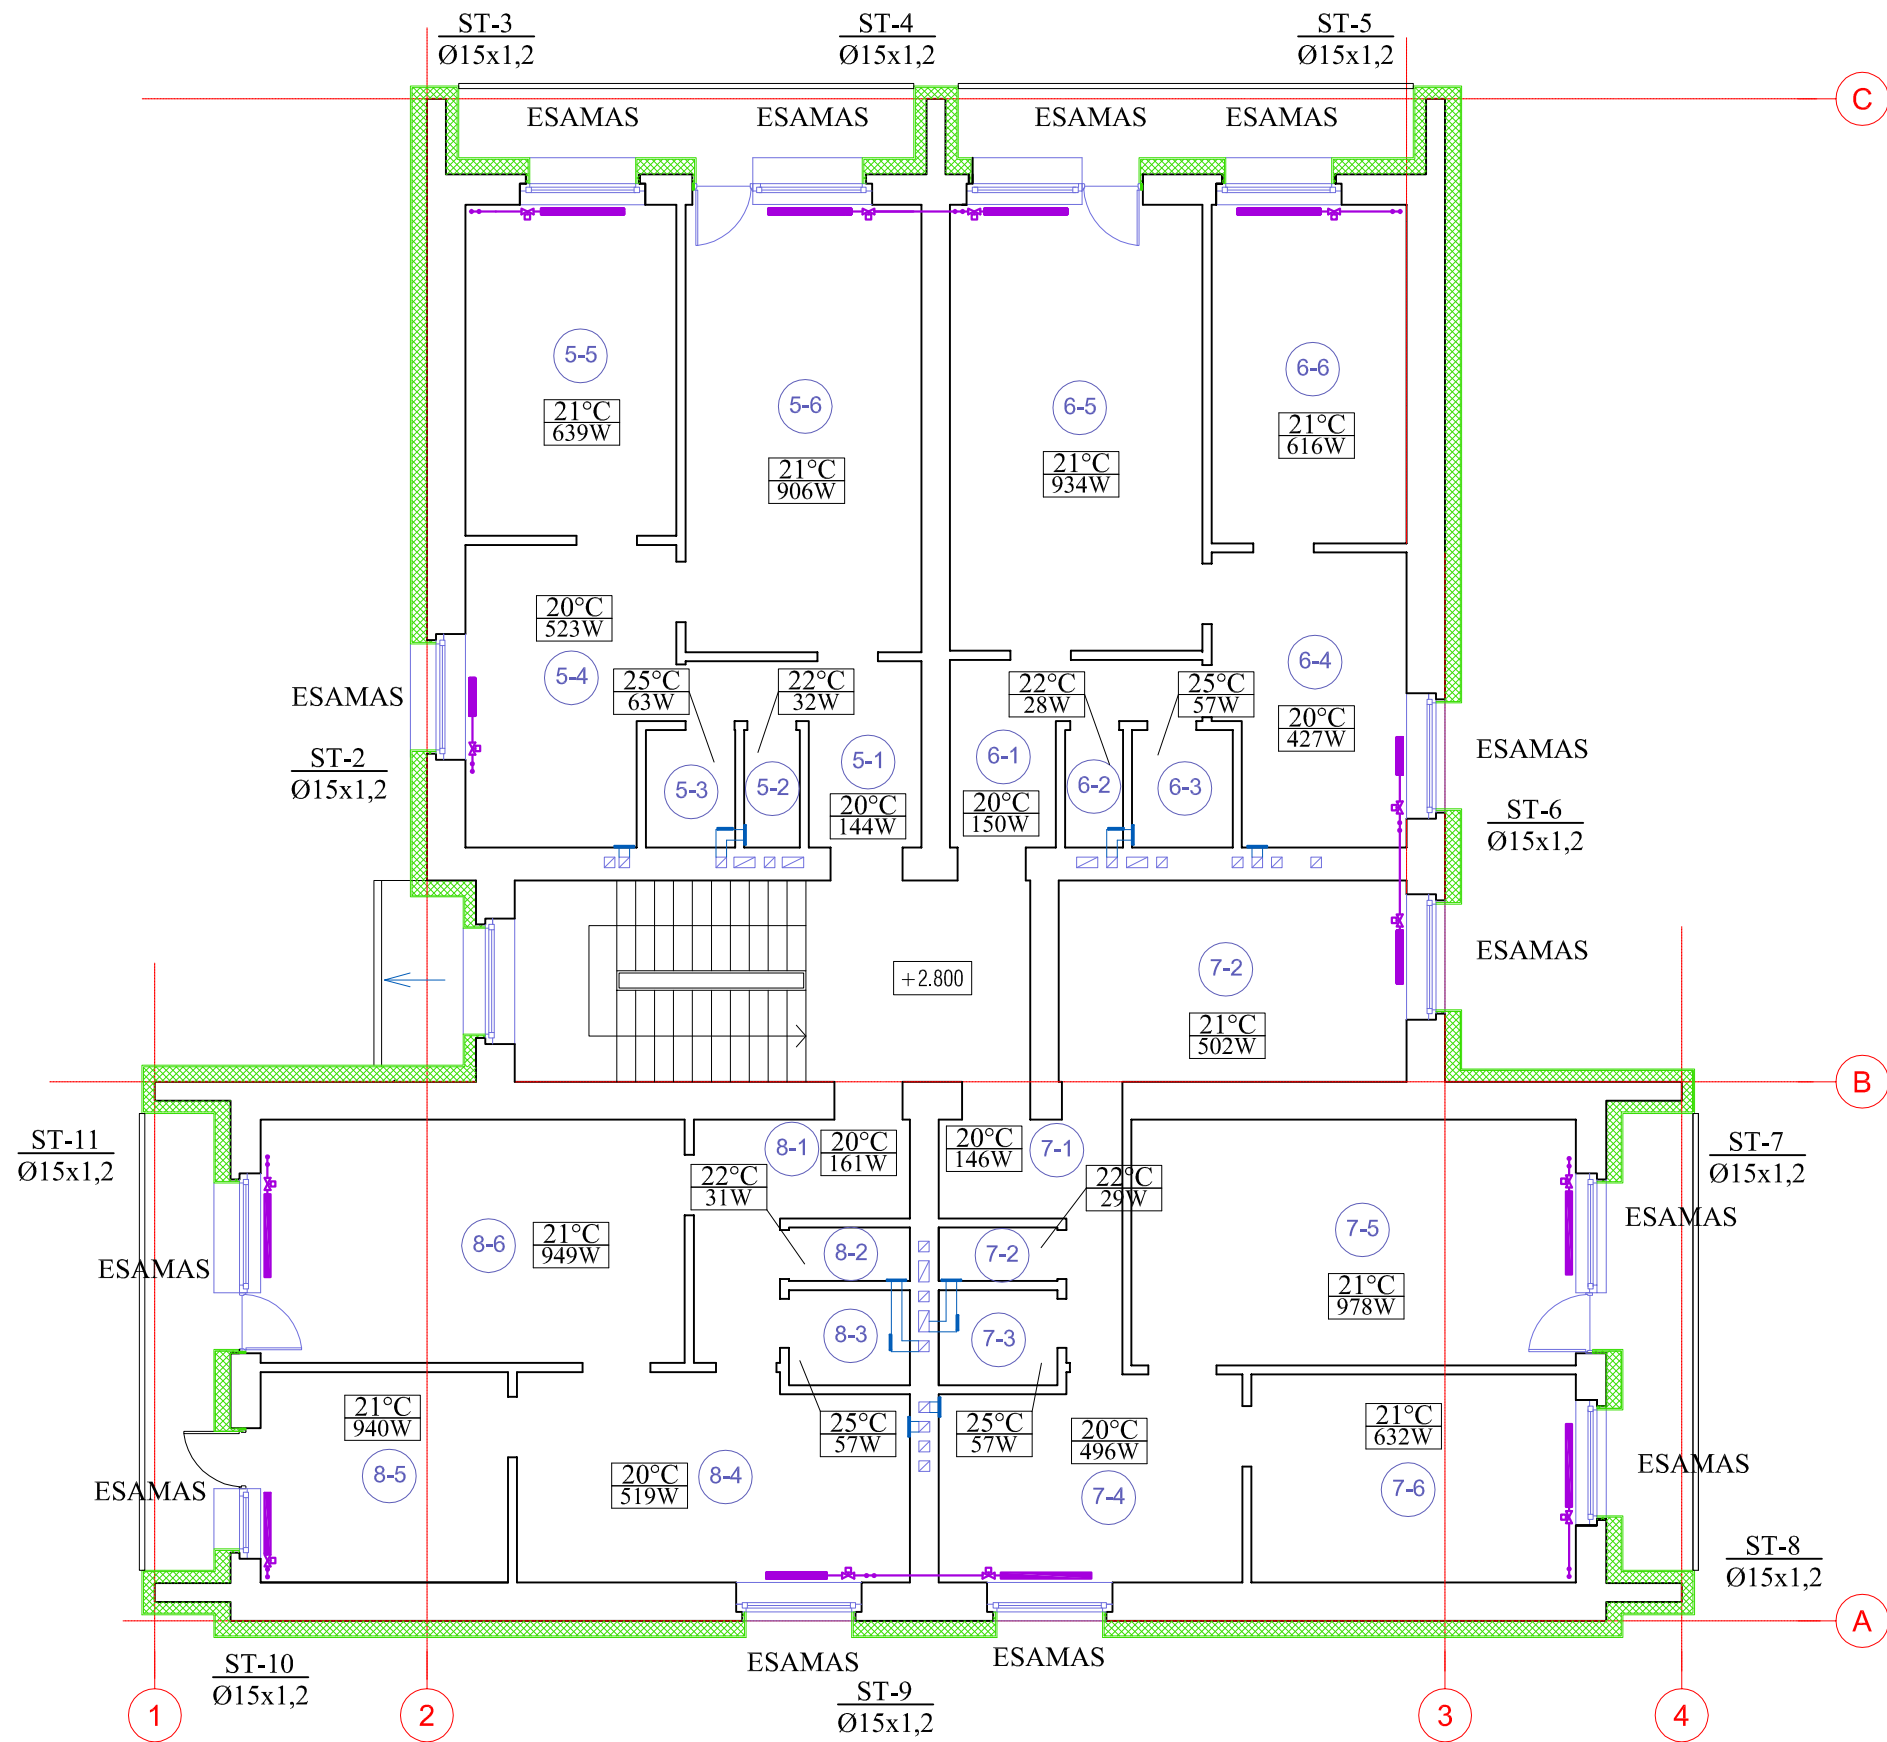 ST-3
Ø15x1,2
ST-4
Ø15x1,2
ST-5
Ø15x1,2
C
ESAMAS
ESAMAS
ESAMAS
ESAMAS
5-5
21°C
639W
5-6
21°C
906W
6-5
21°C
934W
6-6
21°C
616W
20°C
523W
5-4
25°C
63W
22°C
32W
22°C
28W
25°C
57W
6-4
20°C
427W
ESAMAS
ST-2
Ø15x1,2
5-3
5-2
5-1
20°C
144W
6-1
20°C
150W
6-2
6-3
ESAMAS
ST-6
Ø15x1,2
ESAMAS
+2.800
7-2
21°C
502W
B
ST-11
Ø15x1,2
8-1
20°C
161W
20°C
146W
7-1
ST-7
Ø15x1,2
22°C
31W
22°C
29W
ESAMAS
8-6
21°C
949W
8-2
7-2
7-5
21°C
978W
ESAMAS
8-3
7-3
21°C
940W
8-5
25°C
57W
25°C
57W
20°C
496W
21°C
632W
ESAMAS
20°C
519W
8-4
7-4
7-6
ESAMAS
ST-8
Ø15x1,2
A
ESAMAS
ESAMAS
ST-10
Ø15x1,2
ST-9
Ø15x1,2
1
2
3
4